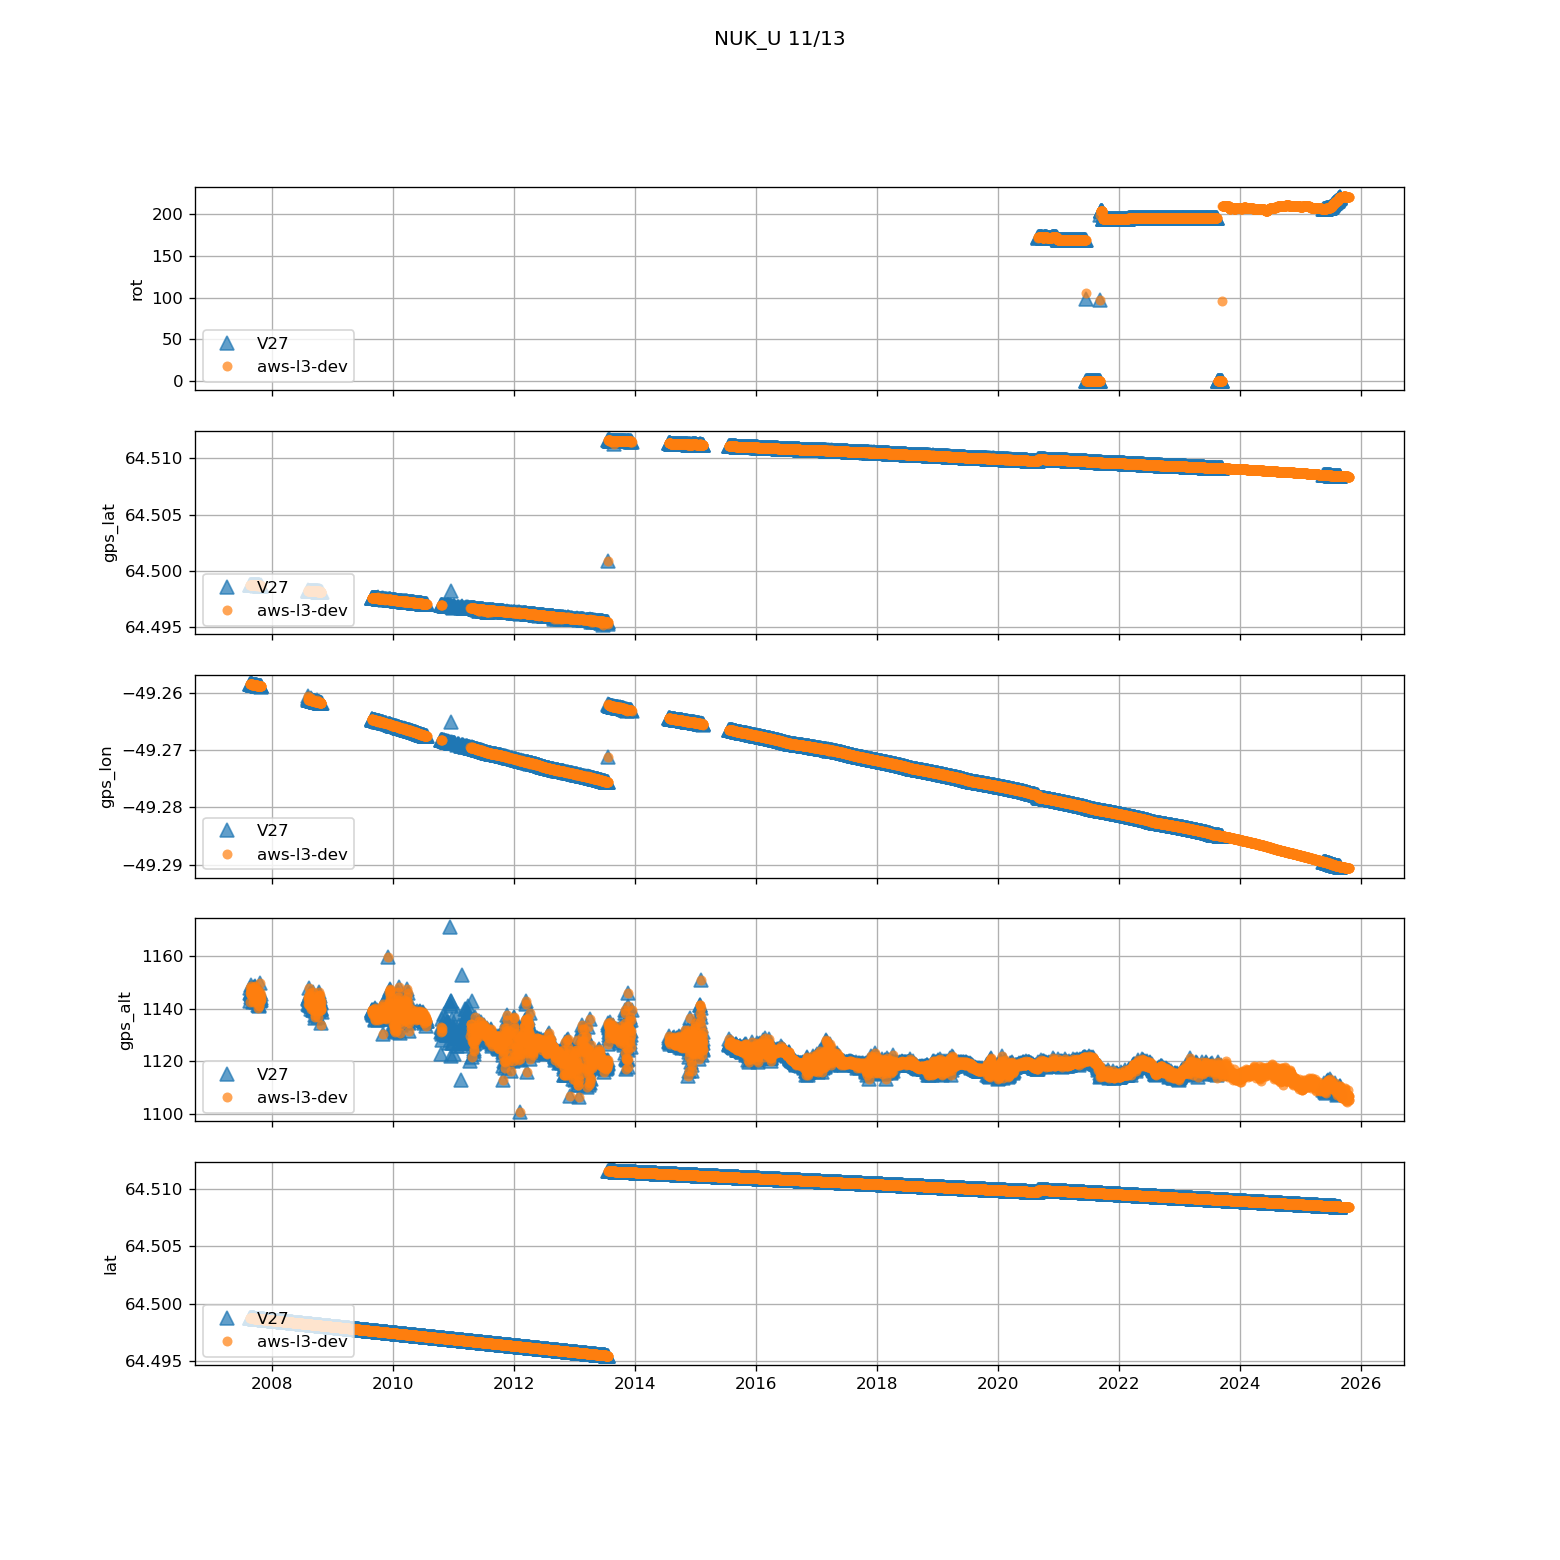 NUK_U 11/13
200
150
100
50
0
rot
V27
aws-l3-dev
64.510
64.505
64.500
64.495
gps_lat
V27
aws-l3-dev
−49.26
−49.27
−49.28
−49.29
gps_lon
V27
aws-l3-dev
1160
1140
1120
1100
gps_alt
V27
aws-l3-dev
64.510
64.505
64.500
64.495
lat
V27
aws-l3-dev
2008 2010 2012 2014 2016 2018 2020 2022 2024 2026